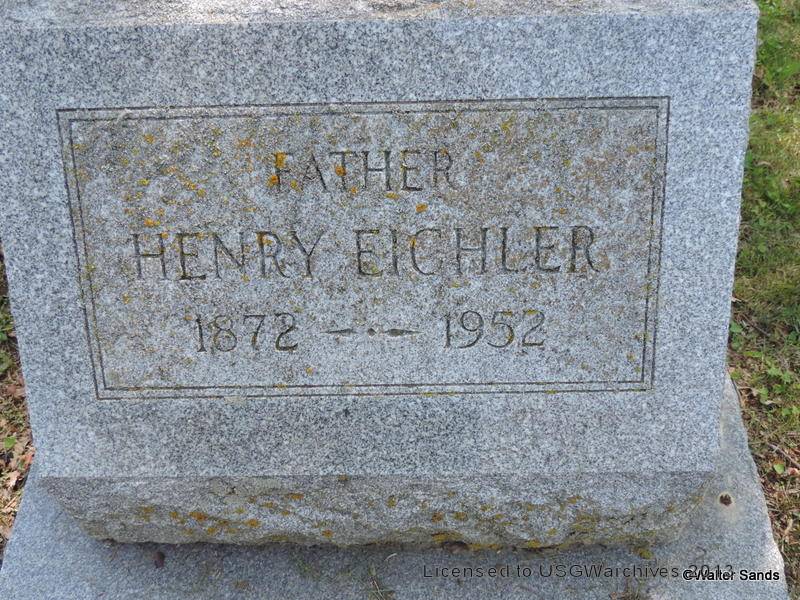 FATHER
HENRY EICHLER
1872 — 1952
Licensed to USGWarchives 2013
©Walter Sands